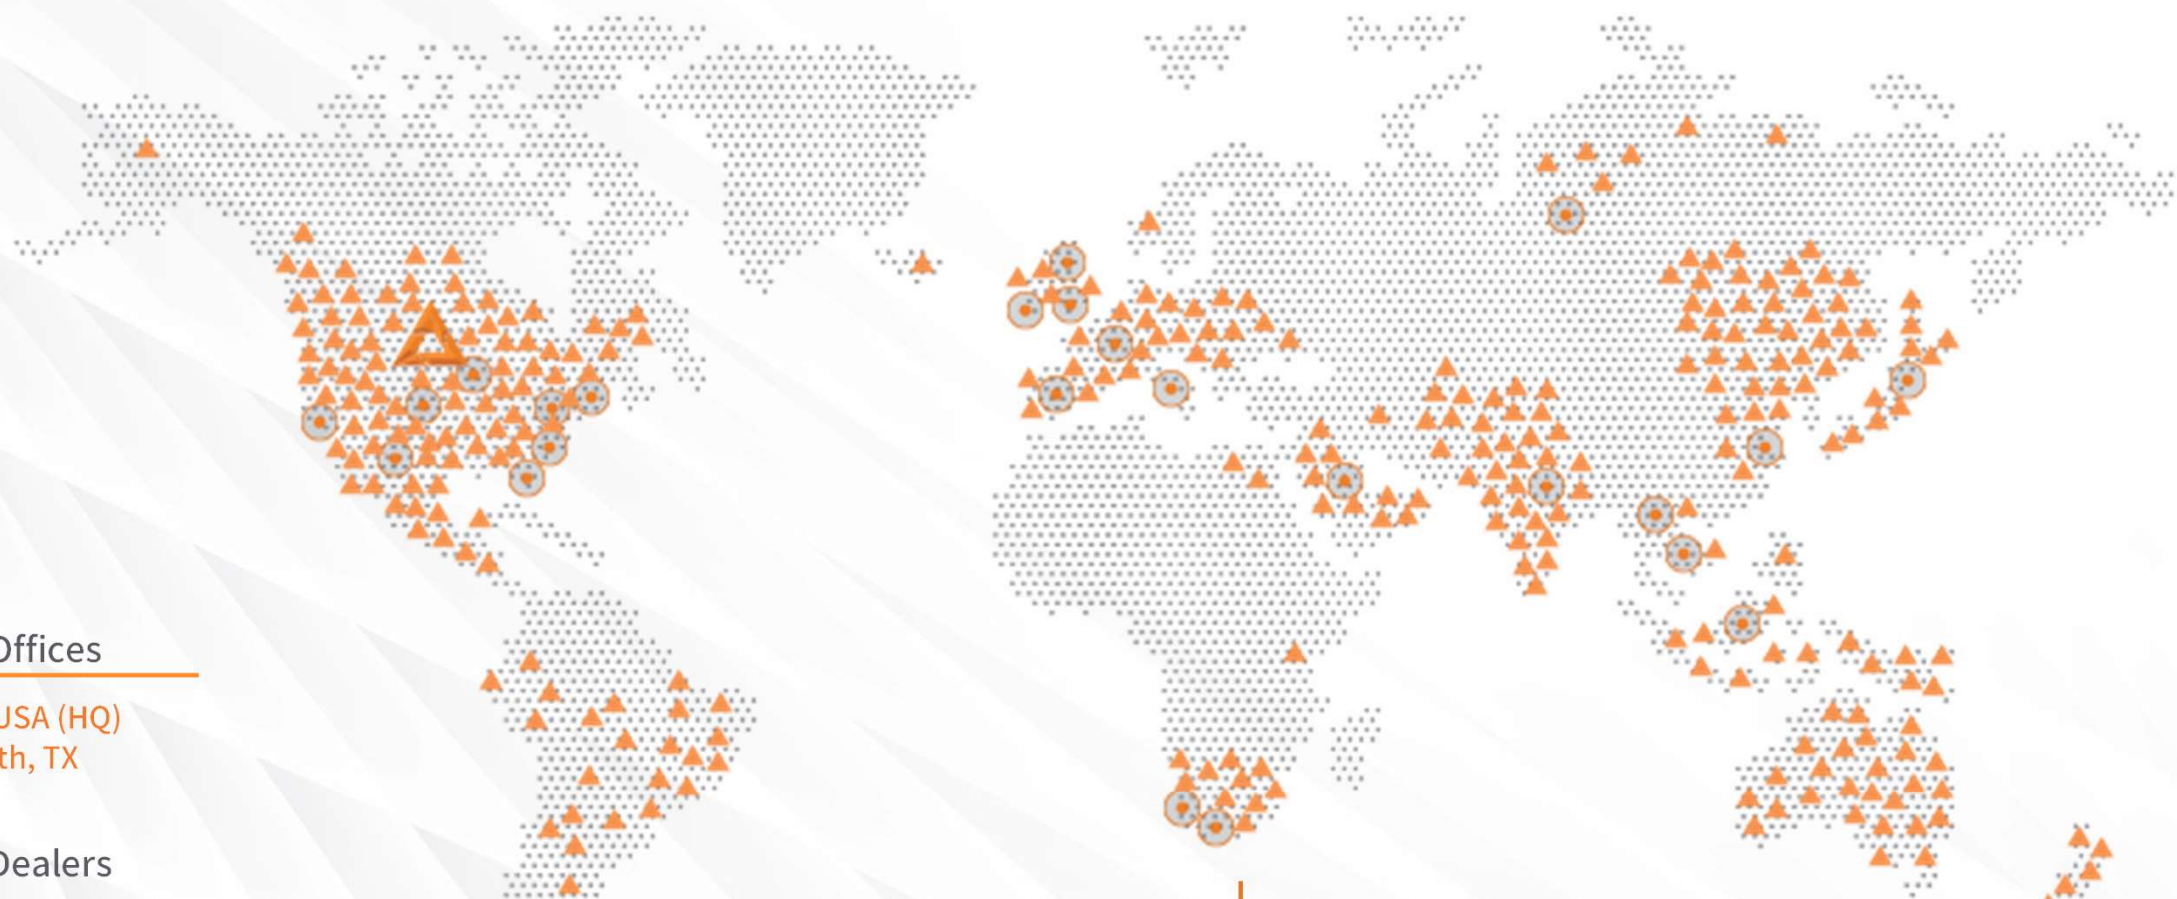 Offices
USA (HQ)
th, TX
Dealers